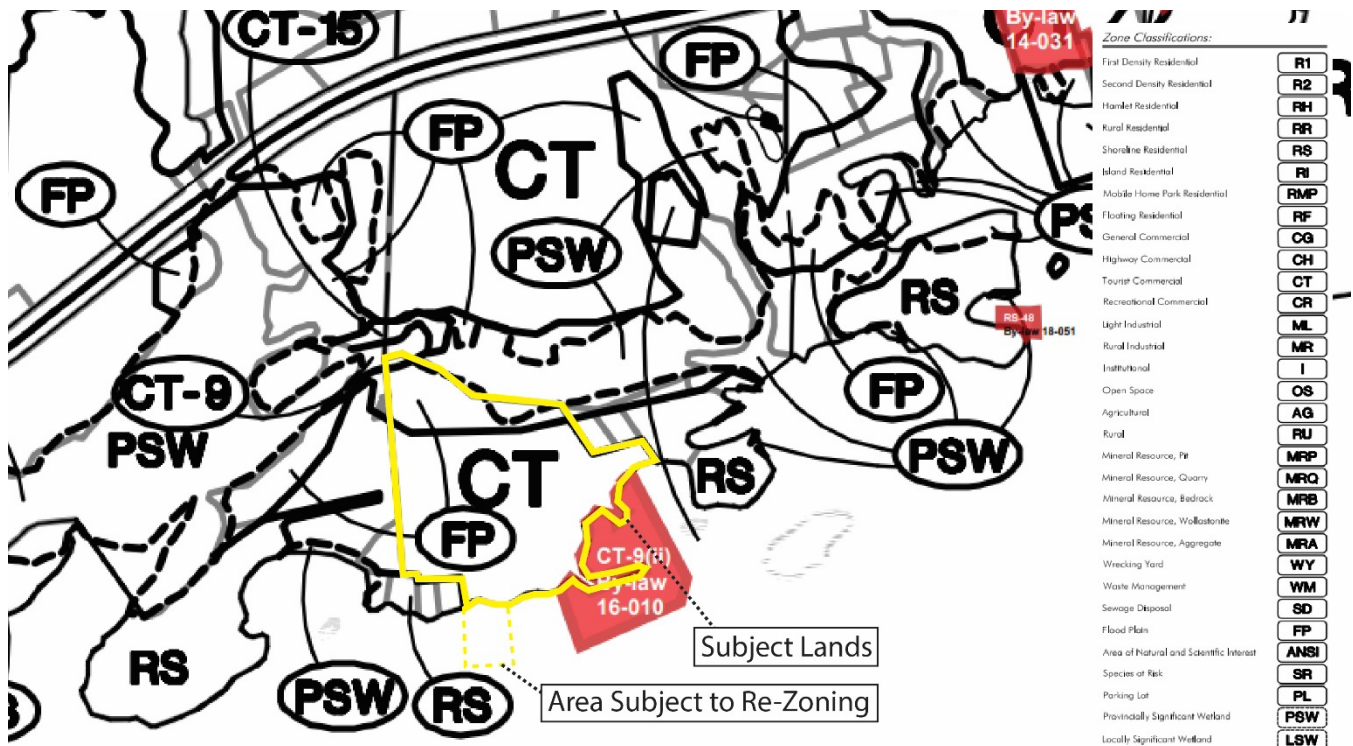 CT-15
By-law
14-031
FP
FP
CT
FP
PSW
PS
RS
RS-48
By-law 18-051
CT-9
PSW
FP
CT
RS
PSW
FP
CT-9(ii)
By-law
16-010
Subject Lands
RS
PSW
RS
Area Subject to Re-Zoning
Zone Classifications:
First Density Residential R1
Second Density Residential R2
Hamlet Residential RH
Rural Residential RR
Shoreline Residential RS
Island Residential RI
Mobile Home Park Residential RMP
Floating Residential RF
General Commercial CG
Highway Commercial CH
Tourist Commercial CT
Recreational Commercial CR
Light Industrial ML
Rural Industrial MR
Institutional I
Open Space OS
Agricultural AG
Rural RU
Mineral Resource, Pit MRP
Mineral Resource, Quarry MRQ
Mineral Resource, Bedrock MRB
Mineral Resource, Wollastonite MRW
Mineral Resource, Aggregate MRA
Wrecking Yard WY
Waste Management WM
Sewage Disposal SD
Flood Plain FP
Area of Natural and Scientific Interest ANSI
Species at Risk SR
Parking Lot PL
Provincially Significant Wetland PSW
Locally Significant Wetland LSW